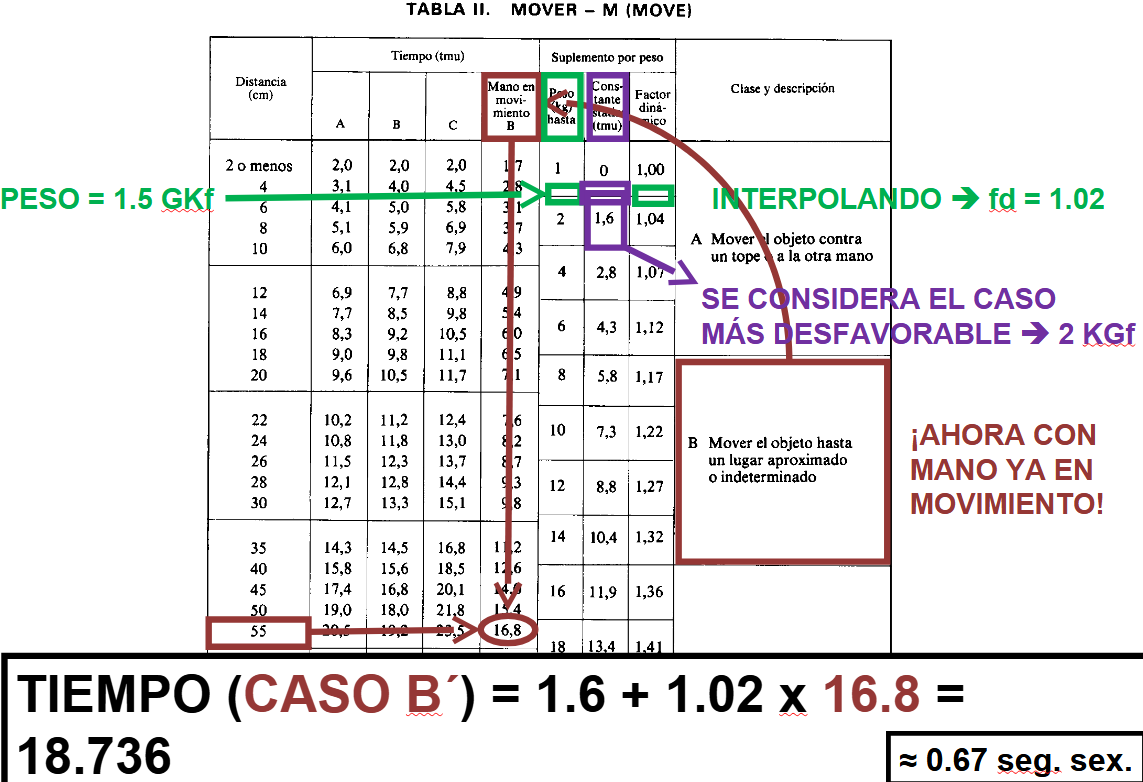 TABLA II. MOVER – M (MOVE)
Tiempo (tmu)
Suplemento por peso
Distancia
(cm)
A
B
C
Mano en
movi-
miento
B
Peso
(kg)
hasta
Cons-
tante
(tmu)
Factor
diná-
mico
Clase y descripción
2 o menos 2,0 2,0 2,0 1,7
4 3,1 4,0 4,5 2,8
6 4,1 5,0 5,8 3,1
8 5,1 5,9 6,9 3,7
10 6,0 6,8 7,9 4,3
12 6,9 7,7 8,8 4,9
14 7,7 8,5 9,8 5,4
16 8,3 9,2 10,5 6,0
18 9,0 9,8 11,1 6,5
20 9,6 10,5 11,7 7,1
22 10,2 11,2 12,4 7,6
24 10,8 11,8 13,0 8,2
26 11,5 12,3 13,7 8,7
28 12,1 12,8 14,4 9,3
30 12,7 13,3 15,1 9,8
35 14,3 14,5 16,8 11,2
40 15,8 15,6 18,5 12,6
45 17,4 16,8 20,1 14,0
50 19,0 18,0 21,8 15,4
55 20,5 19,2 23,5 16,8
1 0 1,00
2 1,6 1,04
4 2,8 1,07
6 4,3 1,12
8 5,8 1,17
10 7,3 1,22
12 8,8 1,27
14 10,4 1,32
16 11,9 1,36
18 13,4 1,41
A Mover el objeto contra
un tope o a la otra mano
B Mover el objeto hasta
un lugar aproximado
o indeterminado
PESO = 1.5 GKf
INTERPOLANDO ➔ fd = 1.02
SE CONSIDERA EL CASO
MÁS DESFAVORABLE ➔ 2 KGf
¡AHORA CON
MANO YA EN
MOVIMIENTO!
TIEMPO (CASO B´) = 1.6 + 1.02 x 16.8 =
18.736
≈ 0.67 seg. sex.